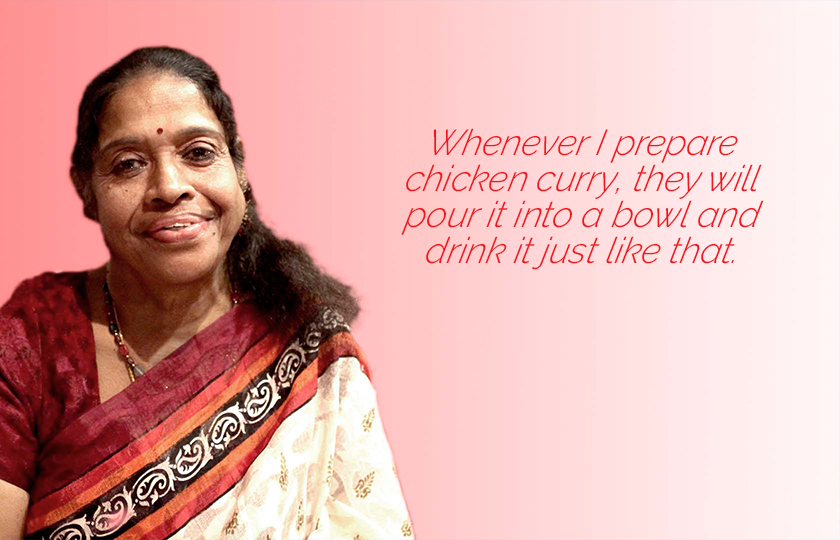 Whenever I prepare
chicken curry, they will
pour it into a bowl and
drink it just like that.